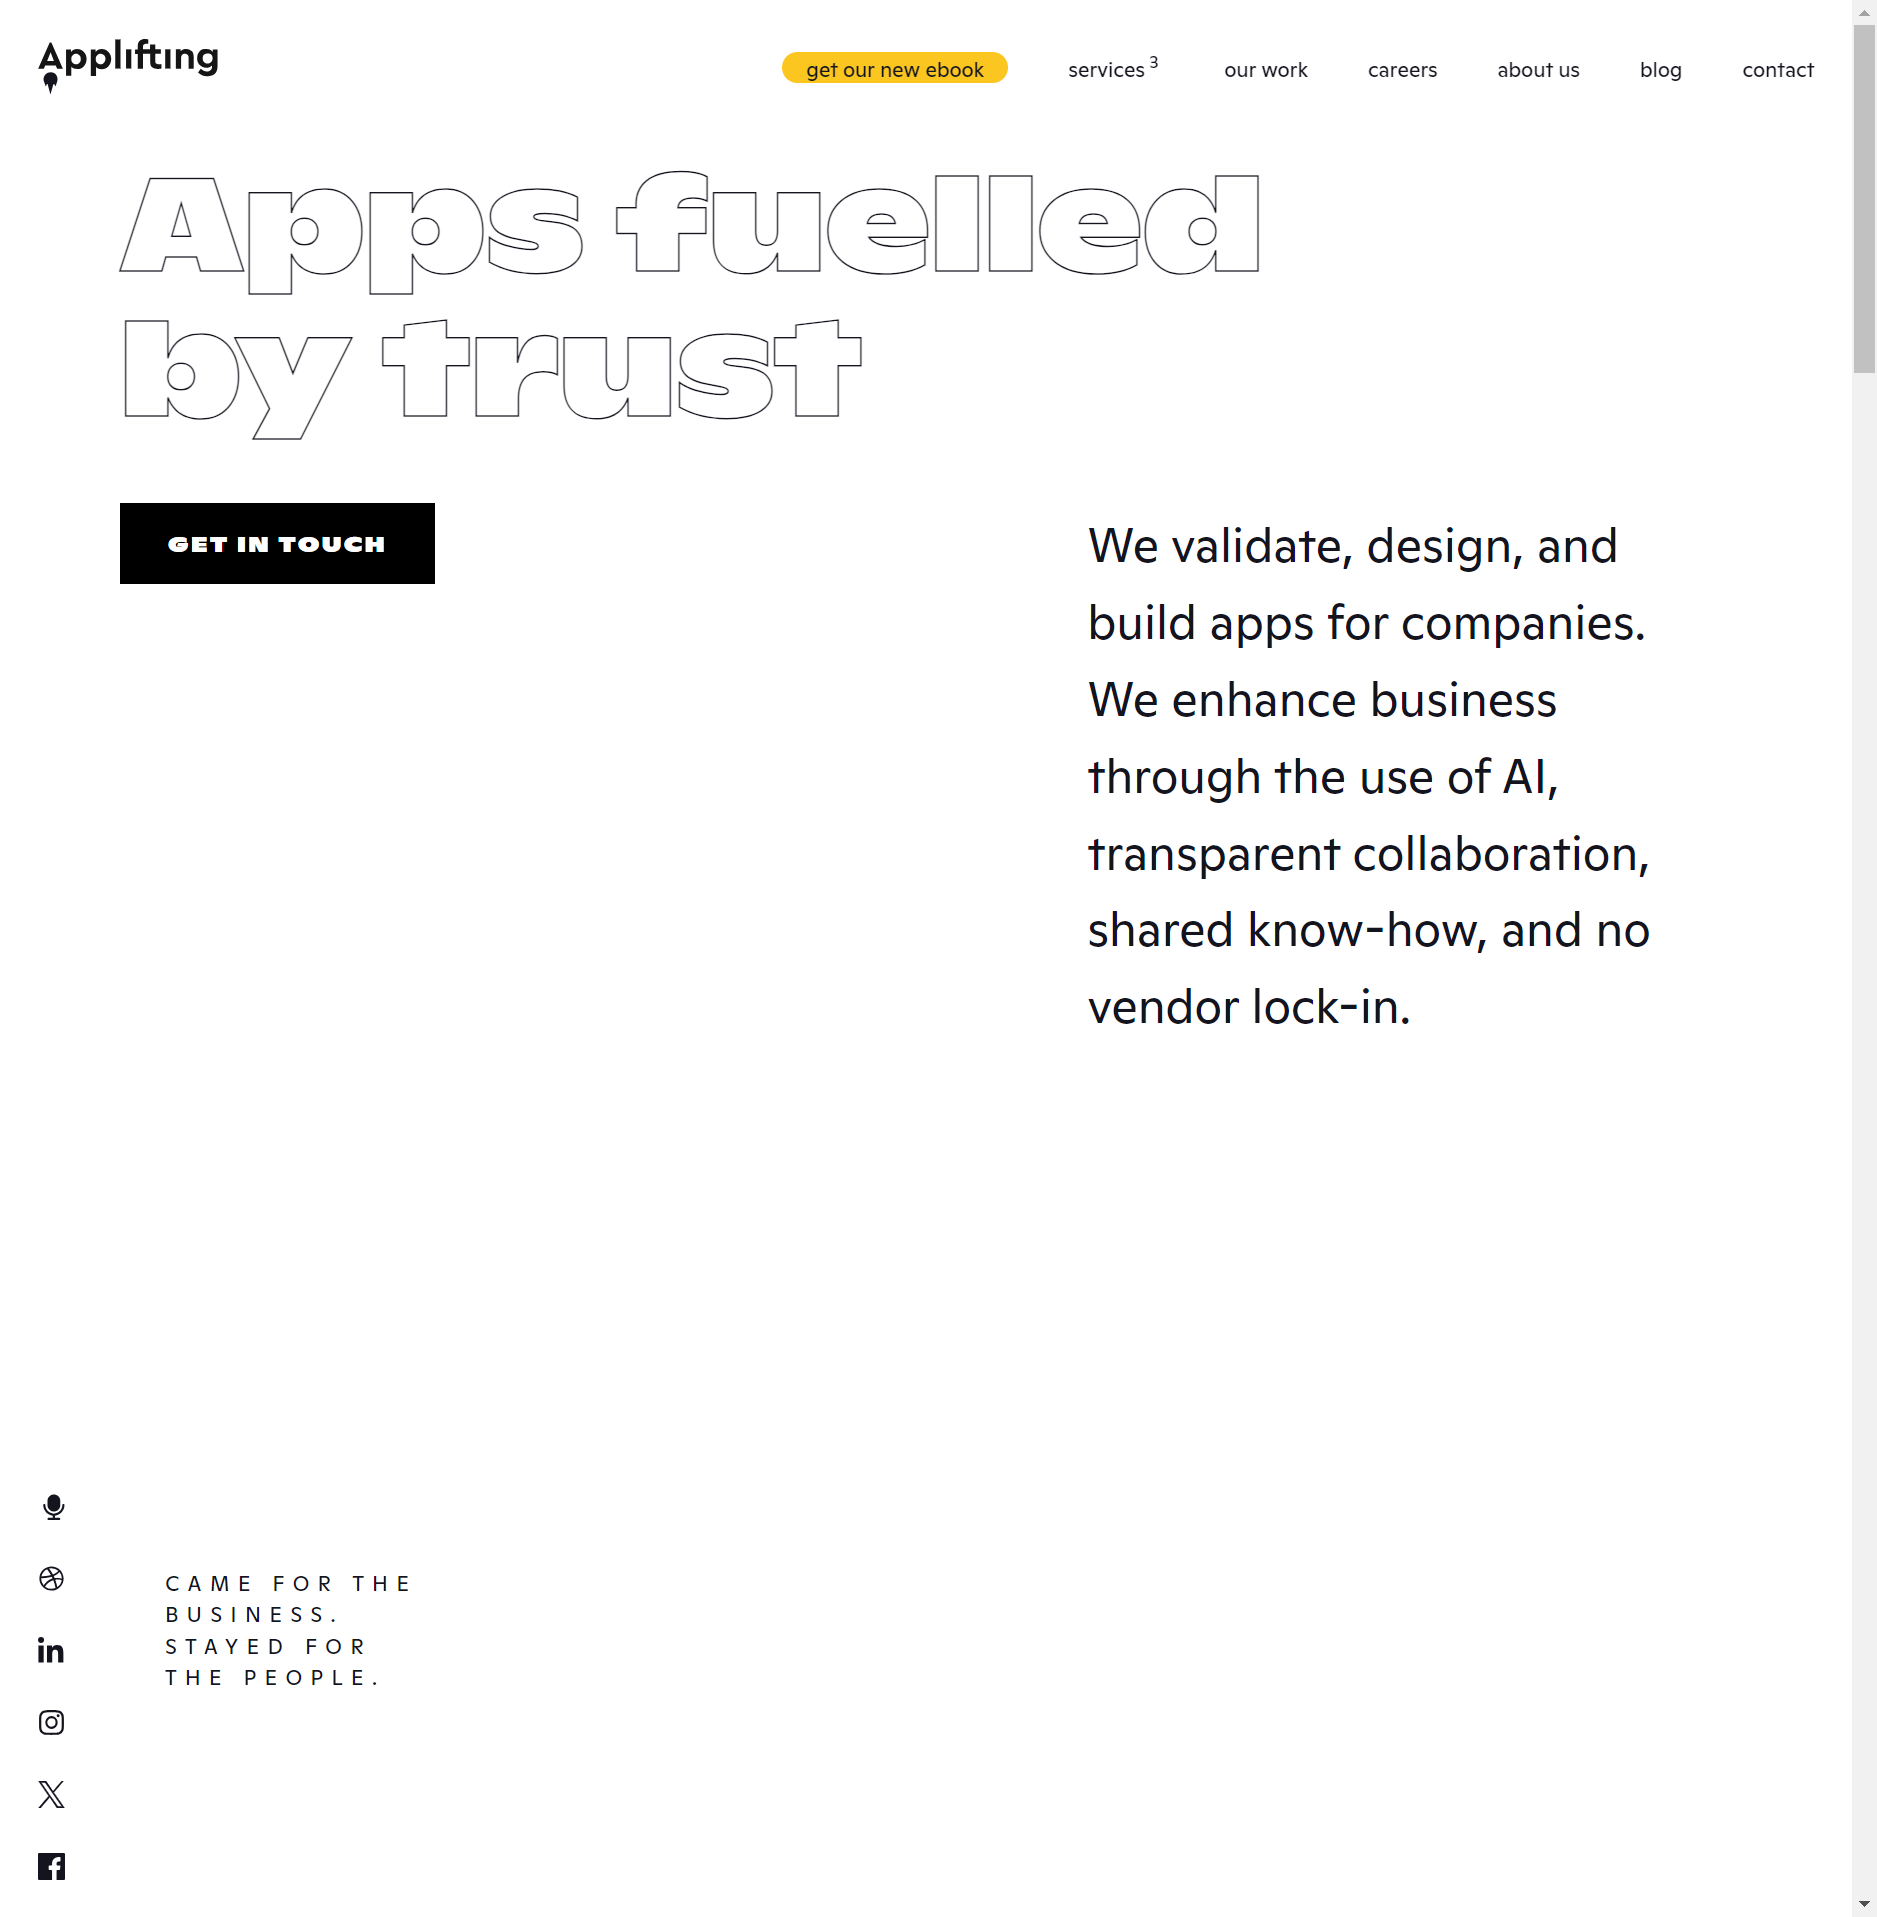 Applifting
get our new ebook
services 3
our work
careers
about us
blog
contact
Apps fuelled
by trust
GET IN TOUCH
We validate, design, and
build apps for companies.
We enhance business
through the use of AI,
transparent collaboration,
shared know-how, and no
vendor lock-in.
CAME FOR THE
BUSINESS.
STAYED FOR
THE PEOPLE.